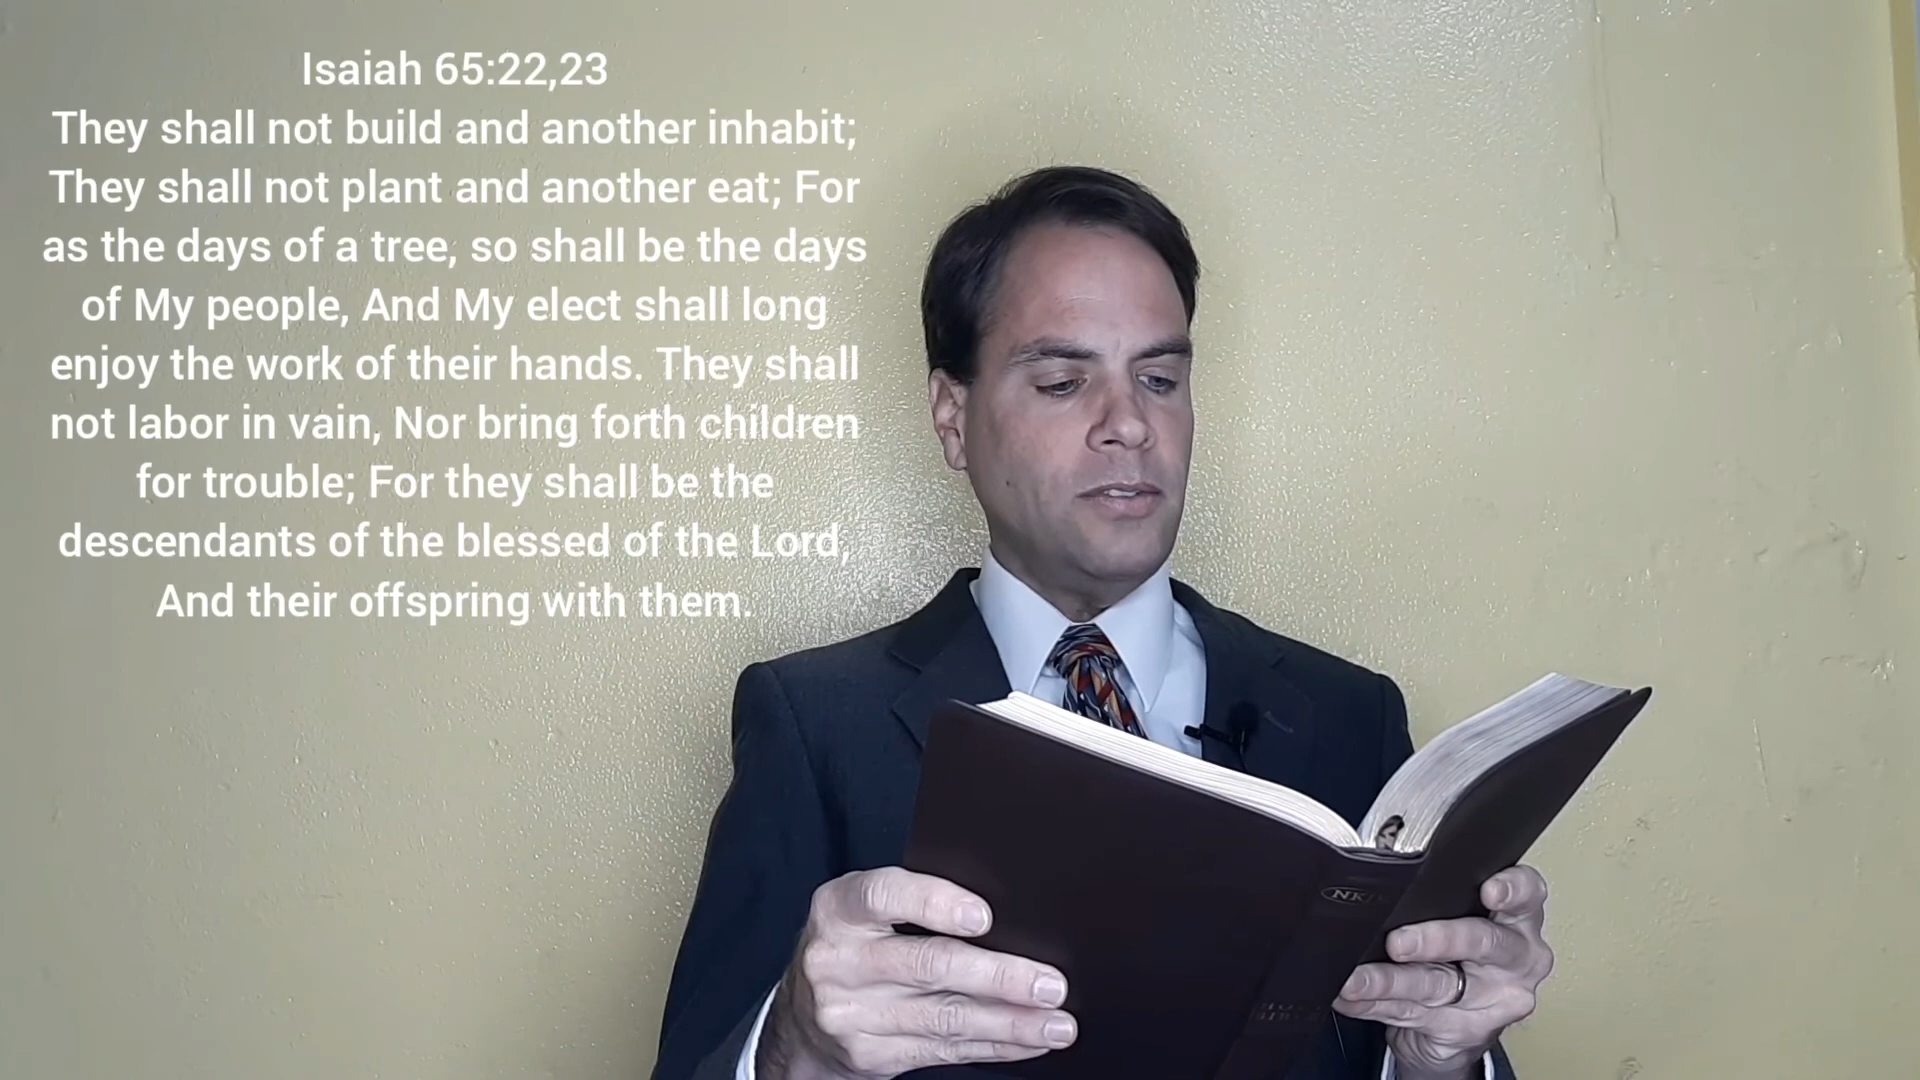 Isaiah 65:22,23
They shall not build and another inhabit;
They shall not plant and another eat; For
as the days of a tree, so shall be the days
of My people, And My elect shall long
enjoy the work of their hands. They shall
not labor in vain, Nor bring forth children
for trouble; For they shall be the
descendants of the blessed of the Lord,
And their offspring with them.
HOLY
BIBLE